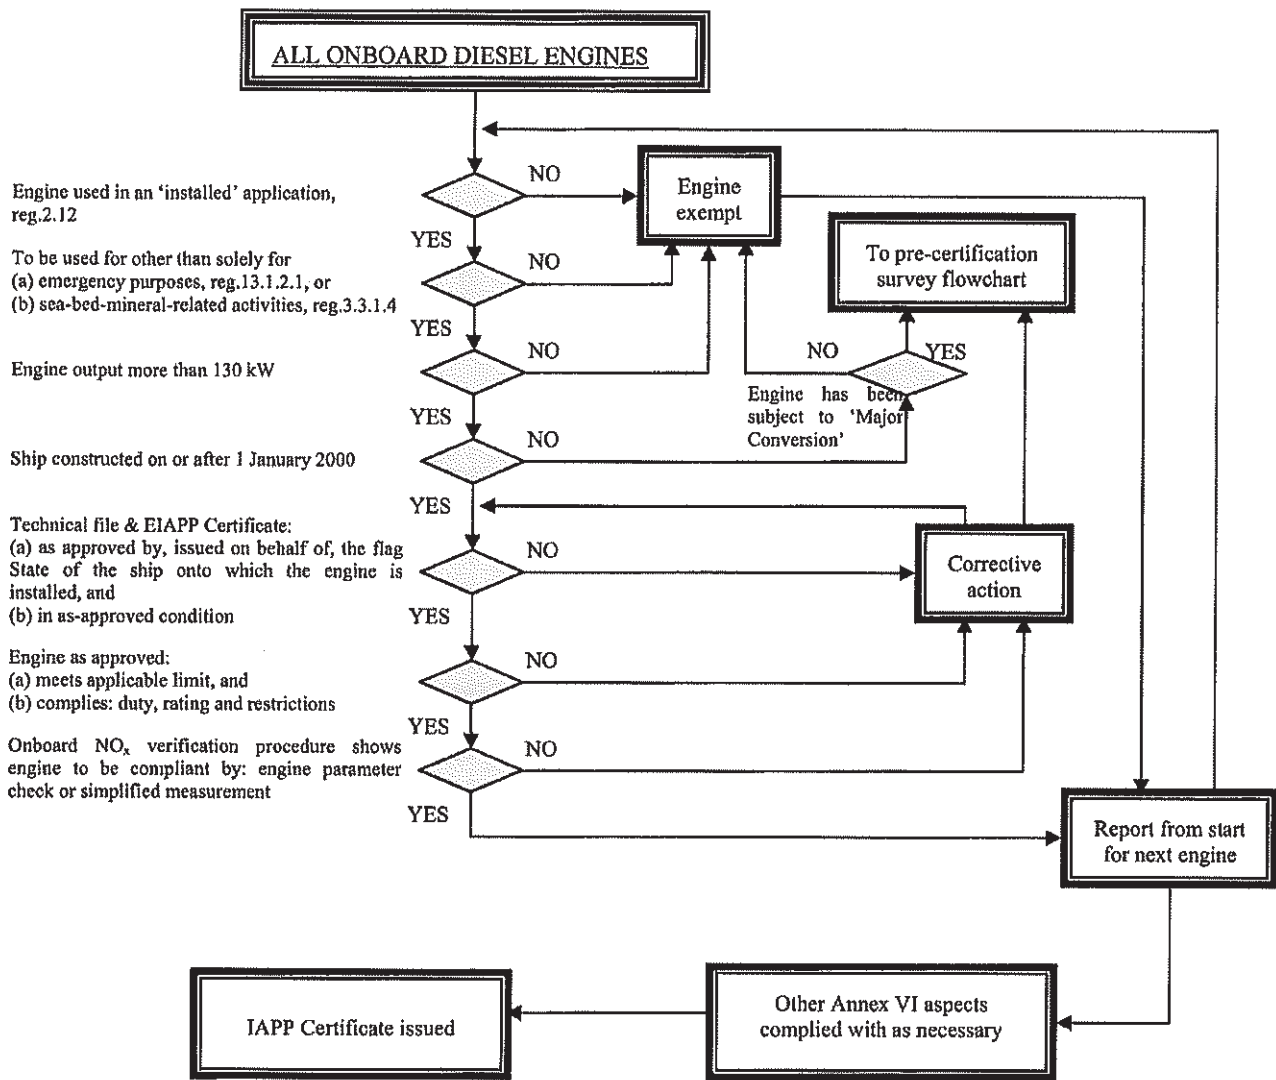 ALL ONBOARD DIESEL ENGINES
Engine used in an ‘installed’ application,
reg.2.12
NO
YES
Engine
exempt
To be used for other than solely for
(a) emergency purposes, reg.13.1.2.1, or
(b) sea-bed-mineral-related activities, reg.3.3.1.4
NO
YES
To pre-certification
survey flowchart
Engine output more than 130 kW
NO
YES
NO
YES
Engine has been
subject to ‘Major
Conversion’
Ship constructed on or after 1 January 2000
NO
YES
Technical file & EIAPP Certificate:
(a) as approved by, issued on behalf of, the flag
State of the ship onto which the engine is
installed, and
(b) in as-approved condition
NO
YES
Corrective
action
Engine as approved:
(a) meets applicable limit, and
(b) complies: duty, rating and restrictions
NO
YES
Onboard NOx verification procedure shows
engine to be compliant by: engine parameter
check or simplified measurement
NO
YES
Report from start
for next engine
IAPP Certificate issued
Other Annex VI aspects
complied with as necessary